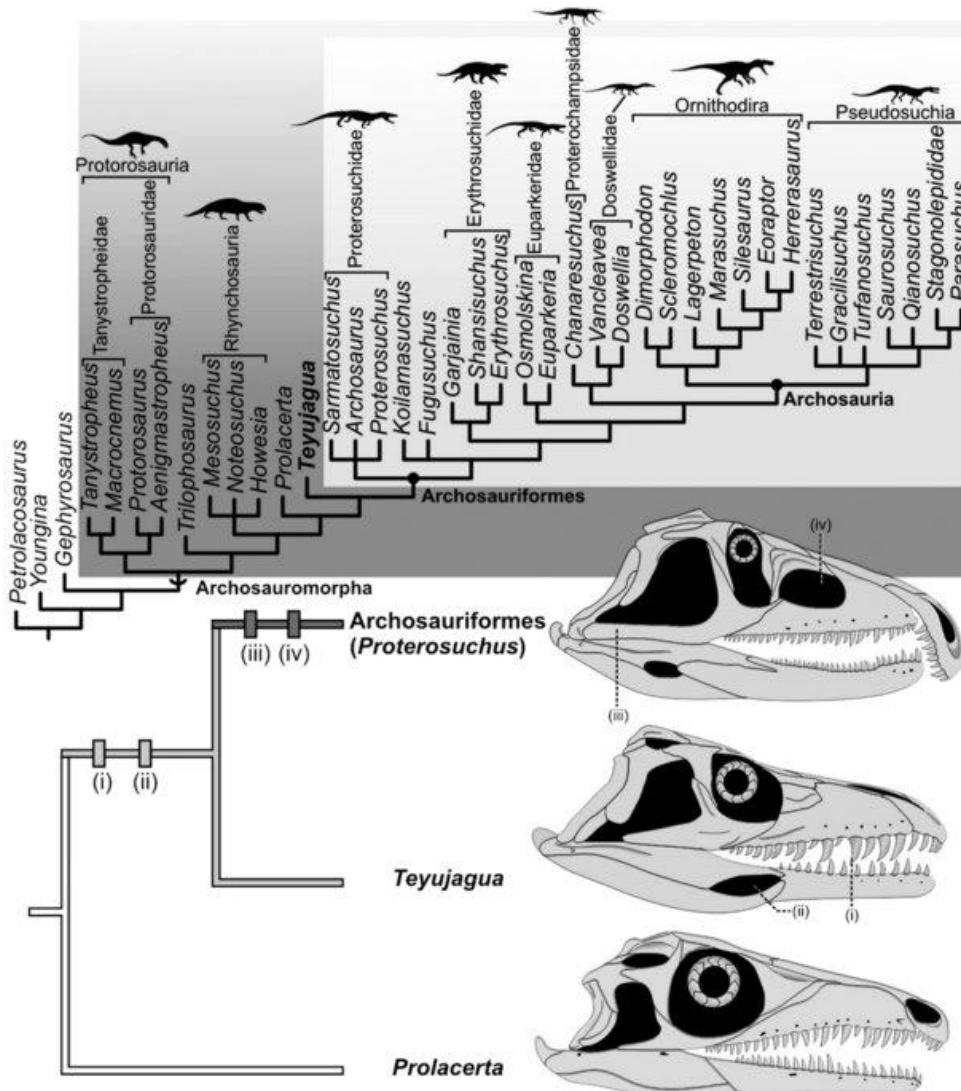 Protorosauria
Tanystropheidae
Protorosauridae
Rhynchosauria
Proterosuchidae
Erythrosuchidae
Euparkeridae
Proterochampsidae
Doswellidae
Ornithodira
Pseudosuchia
Petrolacosaurus
Youngina
Gephyrosaurus
Tanystropheus
Macrocnemus
Protorosaurus
Aenigmastropheus
Trilophosaurus
Mesosuchus
Noteosuchus
Howesia
Prolacerta
Teyujagua
Sarmatosuchus
Archosaurus
Proterosuchus
Koilamasuchus
Fugusuchus
Garjainia
Shansisuchus
Erythrosuchus
Osmolskina
Euparkeria
Chanaresuchus
Vancleavea
Doswellia
Dimorphodon
Scleromochlus
Lagerpeton
Marasuchus
Silesaurus
Eoraptor
Herrerasaurus
Terrestrisuchus
Gracilisuchus
Turfanosuchus
Saurosuchus
Qianosuchus
Stagonolepididae
Parasuchus
Archosauria
Archosauriformes
Archosauromorpha
Archosauriformes
(Proterosuchus)
(iii) (iv)
(iv)
(iii)
(i) (ii)
Teyujagua
(ii)
(i)
Prolacerta